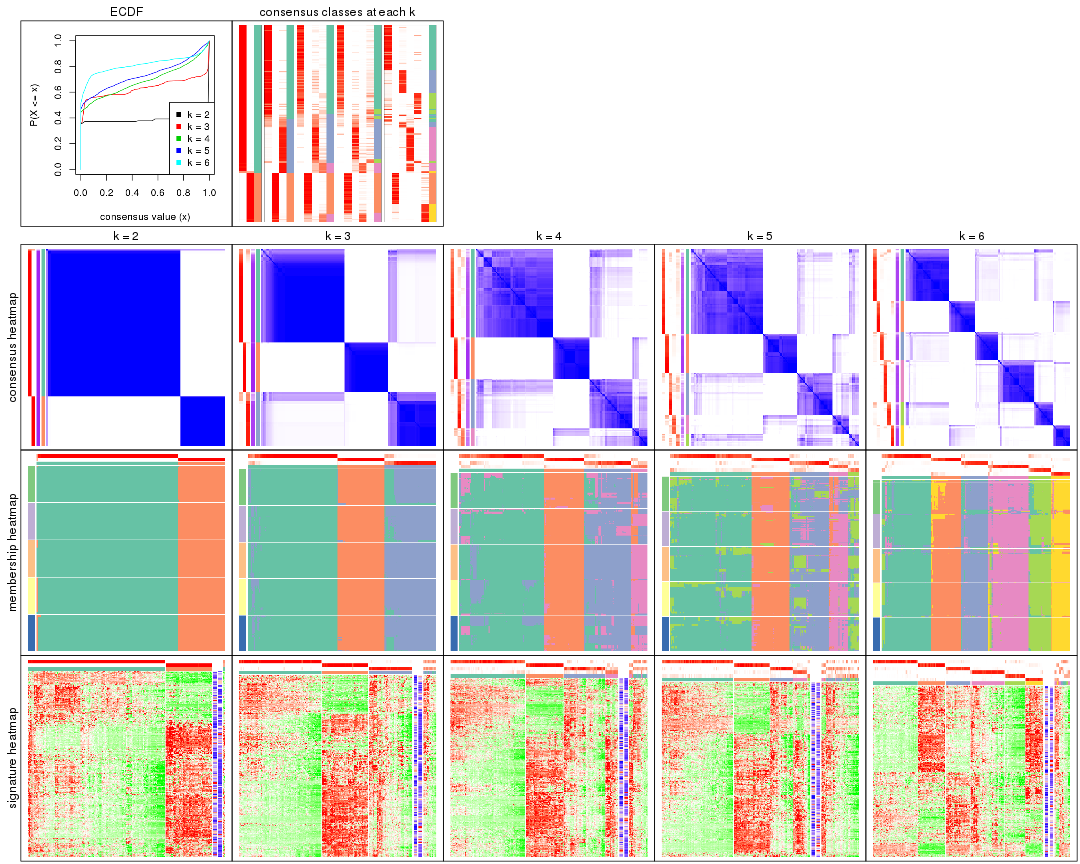 ECDF
consensus classes at each k
P(X <= x)
0.0 0.2 0.4 0.6 0.8 1.0
k = 2
k = 3
k = 4
k = 5
k = 6
0.0 0.2 0.4 0.6 0.8 1.0
consensus value (x)
k = 2 k = 3 k = 4 k = 5 k = 6
consensus heatmap
membership heatmap
signature heatmap